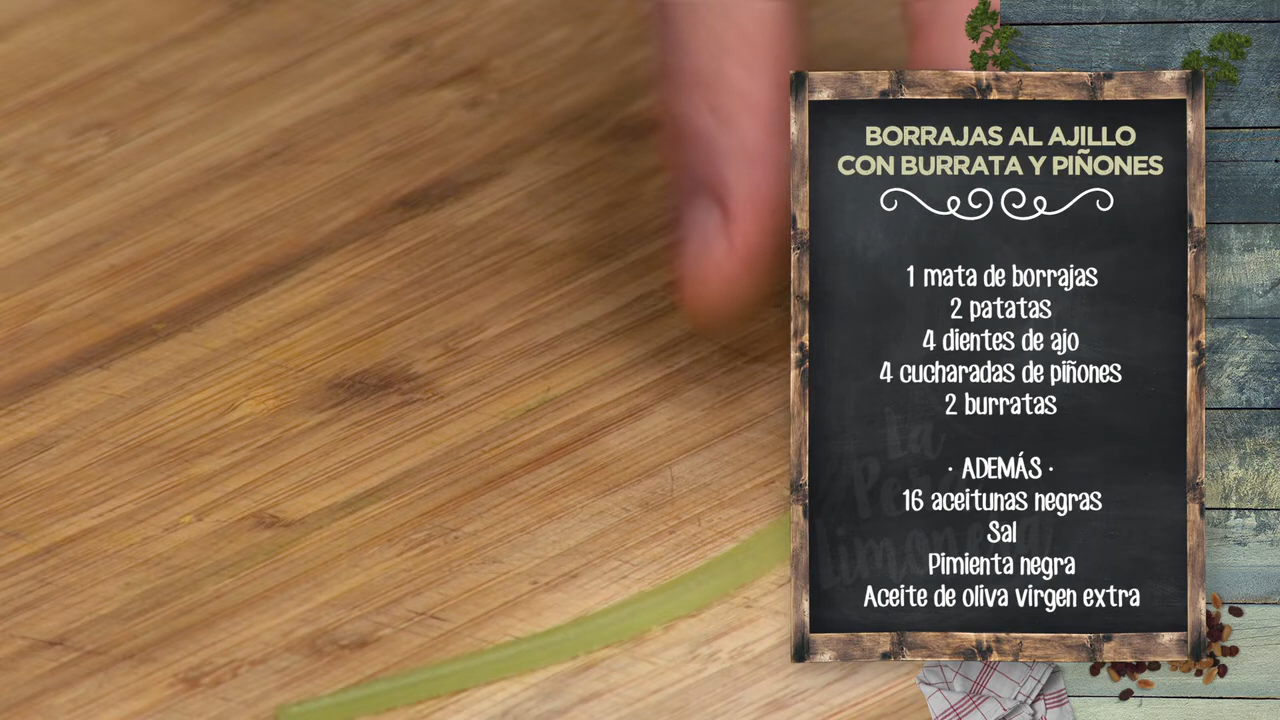 BORRAJAS AL AJILLO
CON BURRATA Y PIÑONES
1 mata de borrajas
2 patatas
4 dientes de ajo
4 cucharadas de piñones
2 burratas
· ADEMÁS ·
16 aceitunas negras
Sal
Pimienta negra
Aceite de oliva virgen extra
La